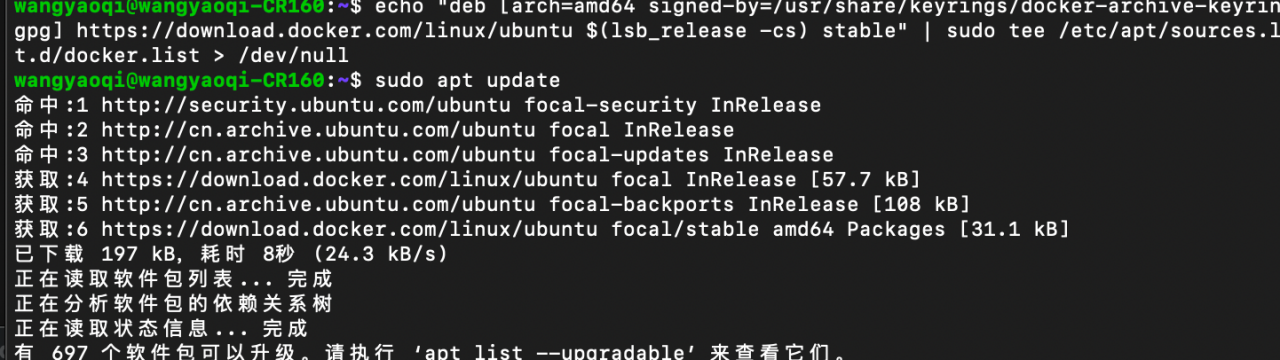 wangyaoqi@wangyaoqi-CR160:~$ echo "deb [arch=amd64 signed-by=/usr/share/keyrings/docker-archive-keyrin
gpg] https://download.docker.com/linux/ubuntu $(lsb_release -cs) stable" | sudo tee /etc/apt/sources.l
t.d/docker.list > /dev/null
wangyaoqi@wangyaoqi-CR160:~$ sudo apt update
命中:1 http://security.ubuntu.com/ubuntu focal-security InRelease
命中:2 http://cn.archive.ubuntu.com/ubuntu focal InRelease
命中:3 http://cn.archive.ubuntu.com/ubuntu focal-updates InRelease
获取:4 https://download.docker.com/linux/ubuntu focal InRelease [57.7 kB]
获取:5 http://cn.archive.ubuntu.com/ubuntu focal-backports InRelease [108 kB]
获取:6 https://download.docker.com/linux/ubuntu focal/stable amd64 Packages [31.1 kB]
已下载 197 kB, 耗时 8秒 (24.3 kB/s)
正在读取软件包列表... 完成
正在分析软件包的依赖关系树
正在读取状态信息... 完成
有 697 个软件包可以升级。请执行 ‘apt list --upgradable’ 来查看它们。